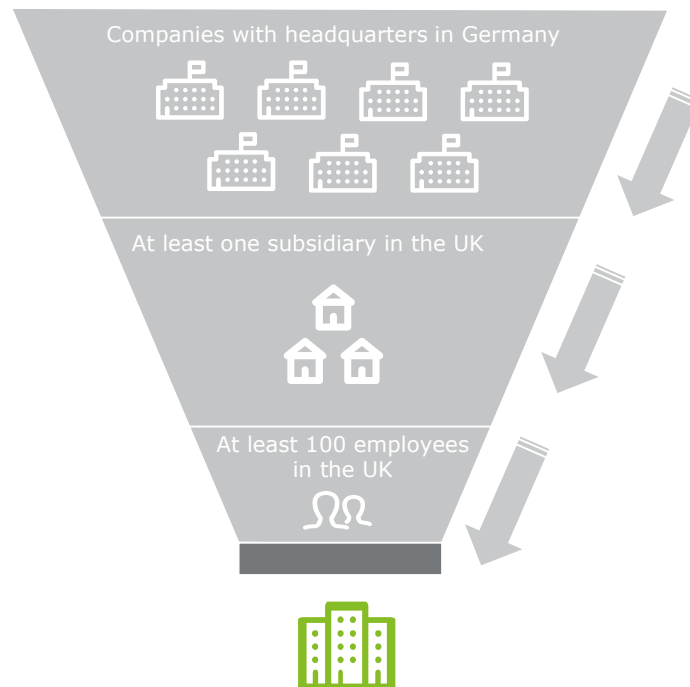 Companies with headquarters in Germany
At least one subsidiary in the UK
At least 100 employees
in the UK